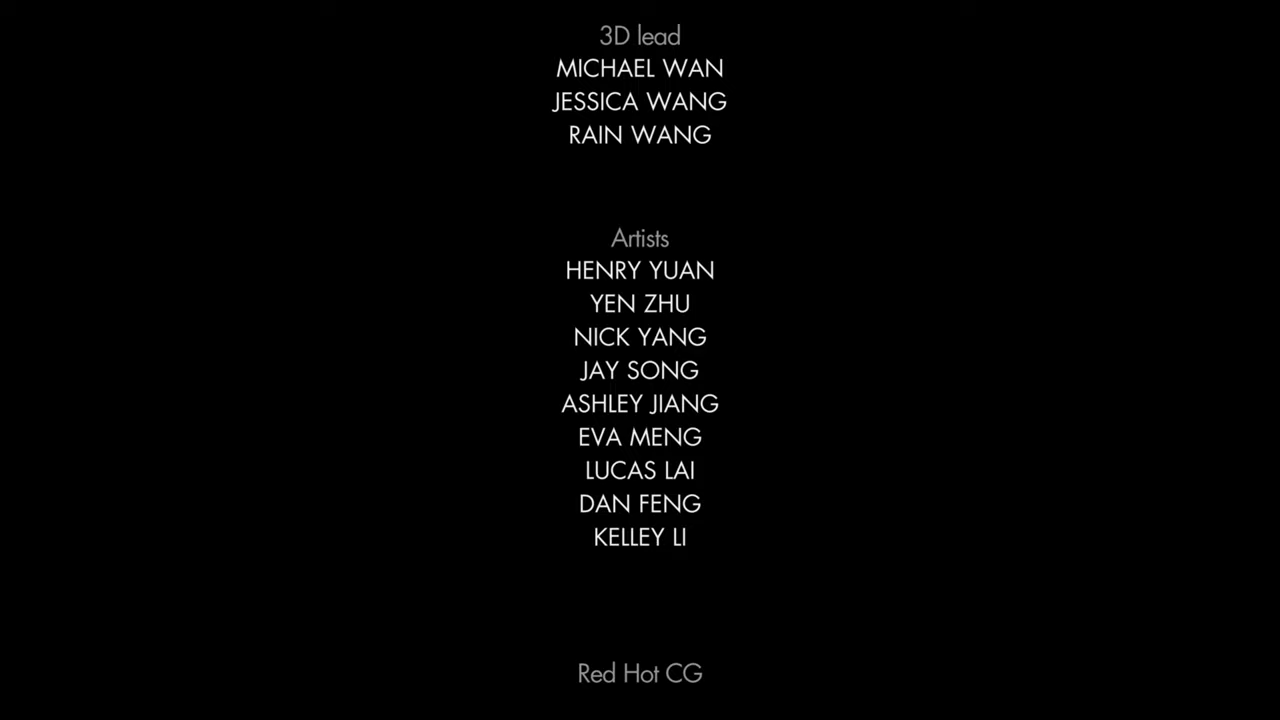 3D lead
MICHAEL WAN
JESSICA WANG
RAIN WANG
Artists
HENRY YUAN
YEN ZHU
NICK YANG
JAY SONG
ASHLEY JIANG
EVA MENG
LUCAS LAI
DAN FENG
KELLEY LI
Red Hot CG